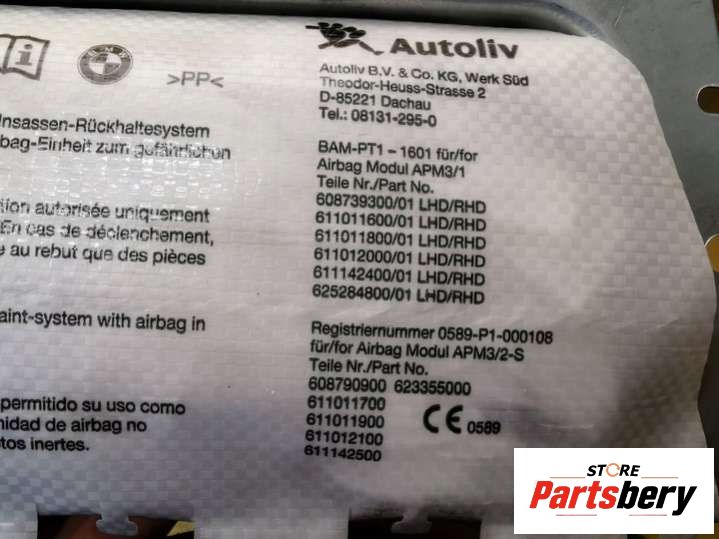 BMW
>PP<
Insassen-Rückhaltesystem
bag-Einheit zum gefährlichen
tion autorisée uniquement
En cas de déclenchement,
e au rebut que des pièces
aint-system with airbag in
permitido su uso como
nidad de airbag no
tos inertes.
Autoliv
Autoliv B.V. & Co. KG, Werk Süd
Theodor-Heuss-Strasse 2
D-85221 Dachau
Tel.: 08131-295-0
BAM-PT1 – 1601 für/for
Airbag Modul APM3/1
Teile Nr./Part No.
608739300/01 LHD/RHD
611011600/01 LHD/RHD
611011800/01 LHD/RHD
611012000/01 LHD/RHD
611142400/01 LHD/RHD
625284800/01 LHD/RHD
Registriernummer 0589-P1-000108
für/for Airbag Modul APM3/2-S
Teile Nr./Part No.
608790900 623355000
611011700
611011900
611012100
611142500
CE 0589
STORE
Partsbery